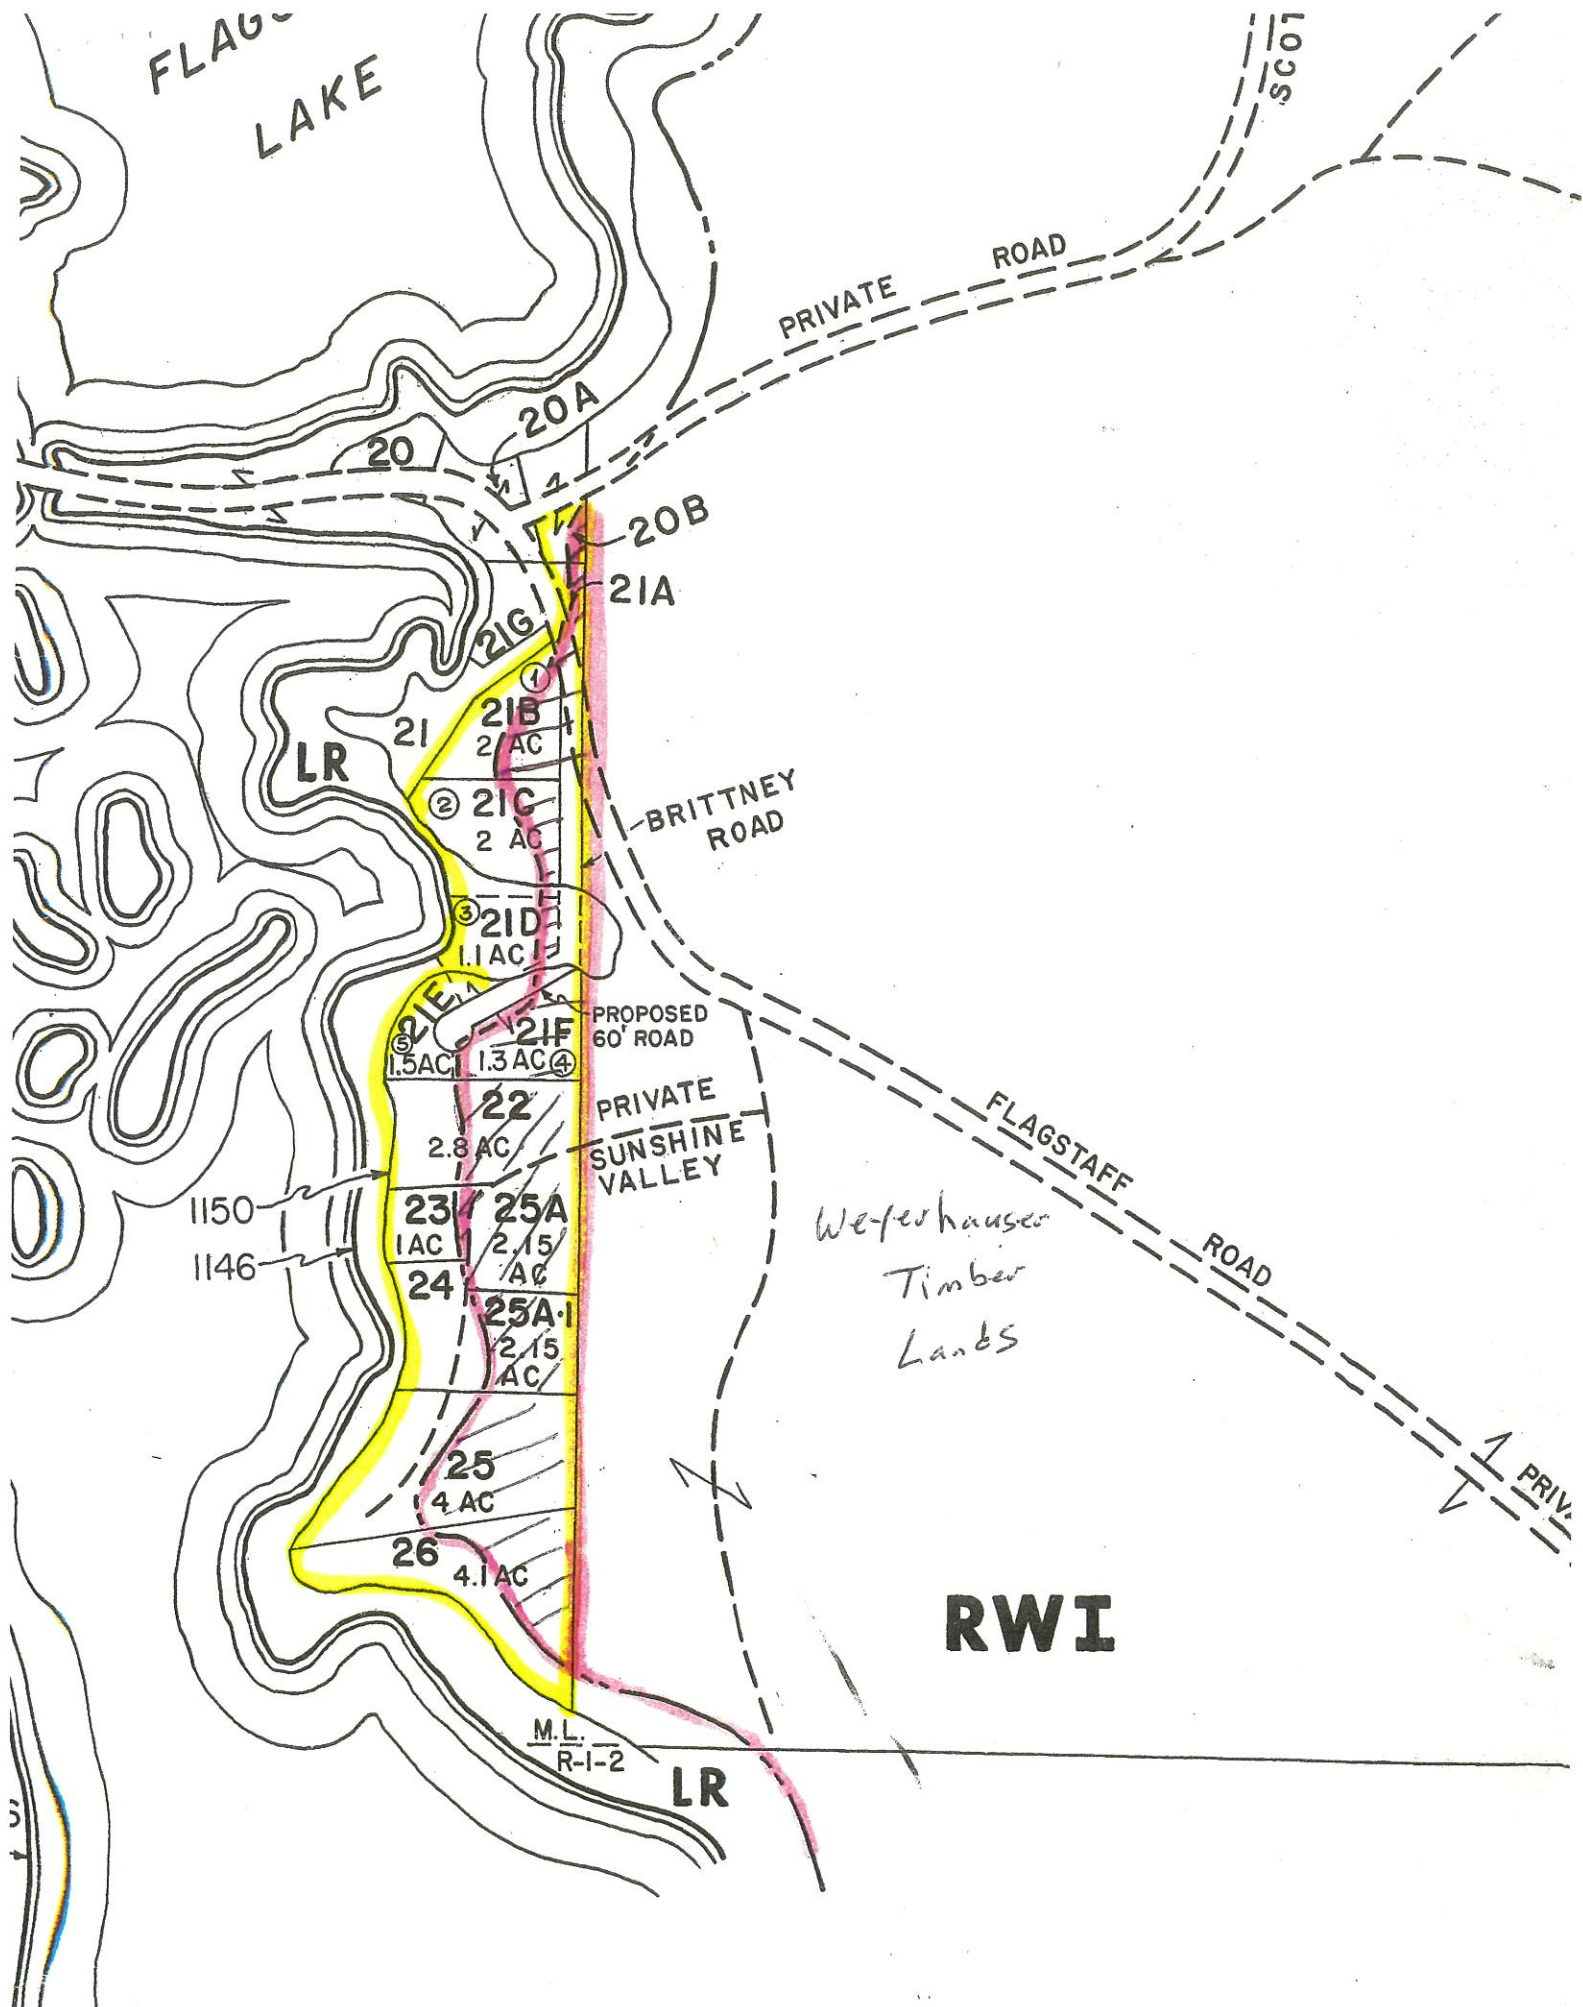 LAKE
SCOT
PRIVATE ROAD
20A
20
20B
21A
21G
1
21B
2 AC
21
LR
2
21C
2 AC
BRITTNEY
ROAD
3
21D
1.1 AC
21E
5
1.5AC
21F
1.3 AC 4
PROPOSED
60' ROAD
22
2.8 AC
PRIVATE
SUNSHINE
VALLEY
FLAGSTAFF ROAD
1150
1146
23
1 AC
25A
2.15
AC
24
25A-1
2.15
AC
Weyerhauser
Timber
Lands
25
4 AC
26
4.1 AC
PRIV
RWI
M.L.
R-1-2
LR